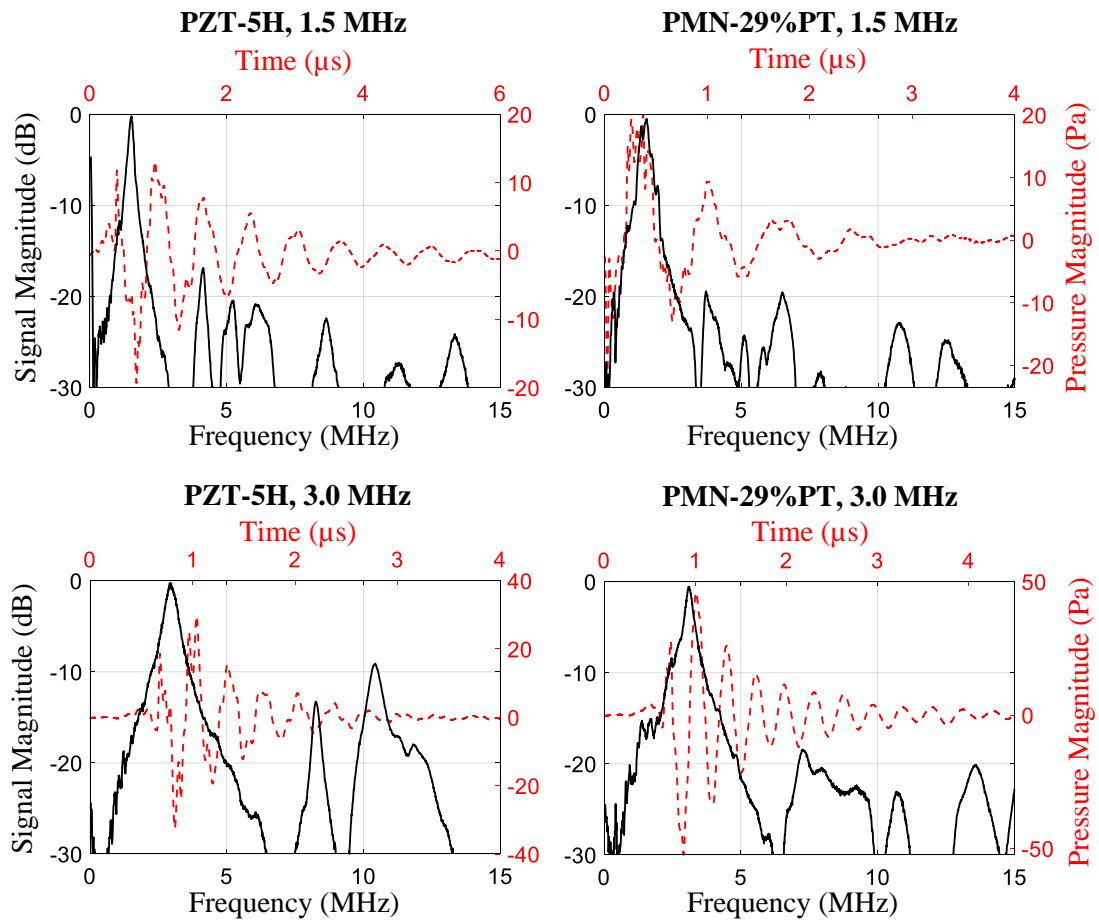 PZT-5H, 1.5 MHz
Time (µs)
0 2 4 6
0 -10 -20 -30
Signal Magnitude (dB)
20 10 0 -10 -20
0 5 10 15
Frequency (MHz)
PMN-29%PT, 1.5 MHz
Time (µs)
0 1 2 3 4
0 -10 -20 -30
20 10 0 -10 -20
Pressure Magnitude (Pa)
0 5 10 15
Frequency (MHz)
PZT-5H, 3.0 MHz
Time (µs)
0 1 2 3 4
0 -10 -20 -30
Signal Magnitude (dB)
40 20 0 -20 -40
0 5 10 15
Frequency (MHz)
PMN-29%PT, 3.0 MHz
Time (µs)
0 1 2 3 4
0 -10 -20 -30
50 0 -50
Pressure Magnitude (Pa)
0 5 10 15
Frequency (MHz)